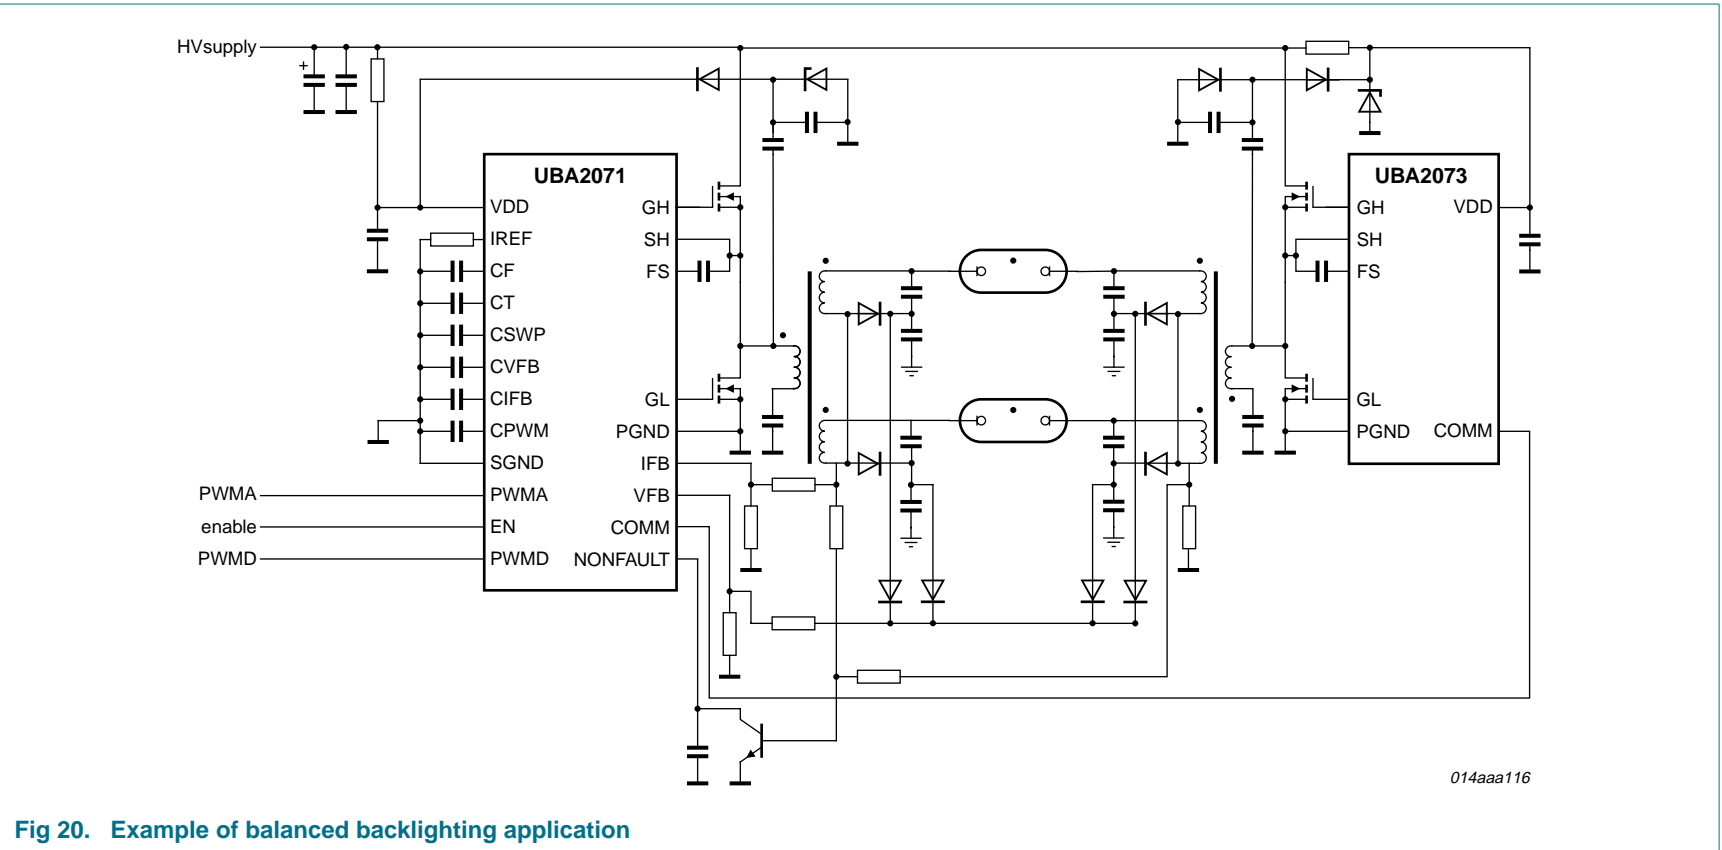 HVsupply
UBA2071
UBA2073
VDD
GH
GH
VDD
IREF
SH
SH
CF
FS
FS
CT
CSWP
CVFB
CIFB
GL
GL
CPWM
PGND
PGND
COMM
SGND
IFB
PWMA
PWMA
VFB
enable
EN
COMM
PWMD
PWMD
NONFAULT
014aaa116
Fig 20. Example of balanced backlighting application